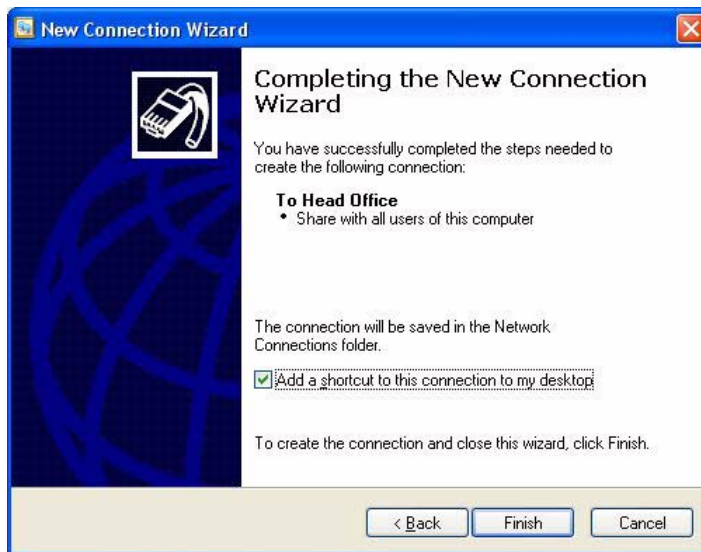 New Connection Wizard
Completing the New Connection
Wizard
You have successfully completed the steps needed to
create the following connection:
To Head Office
• Share with all users of this computer
The connection will be saved in the Network
Connections folder.
Add a shortcut to this connection to my desktop
To create the connection and close this wizard, click Finish.
< Back Finish Cancel